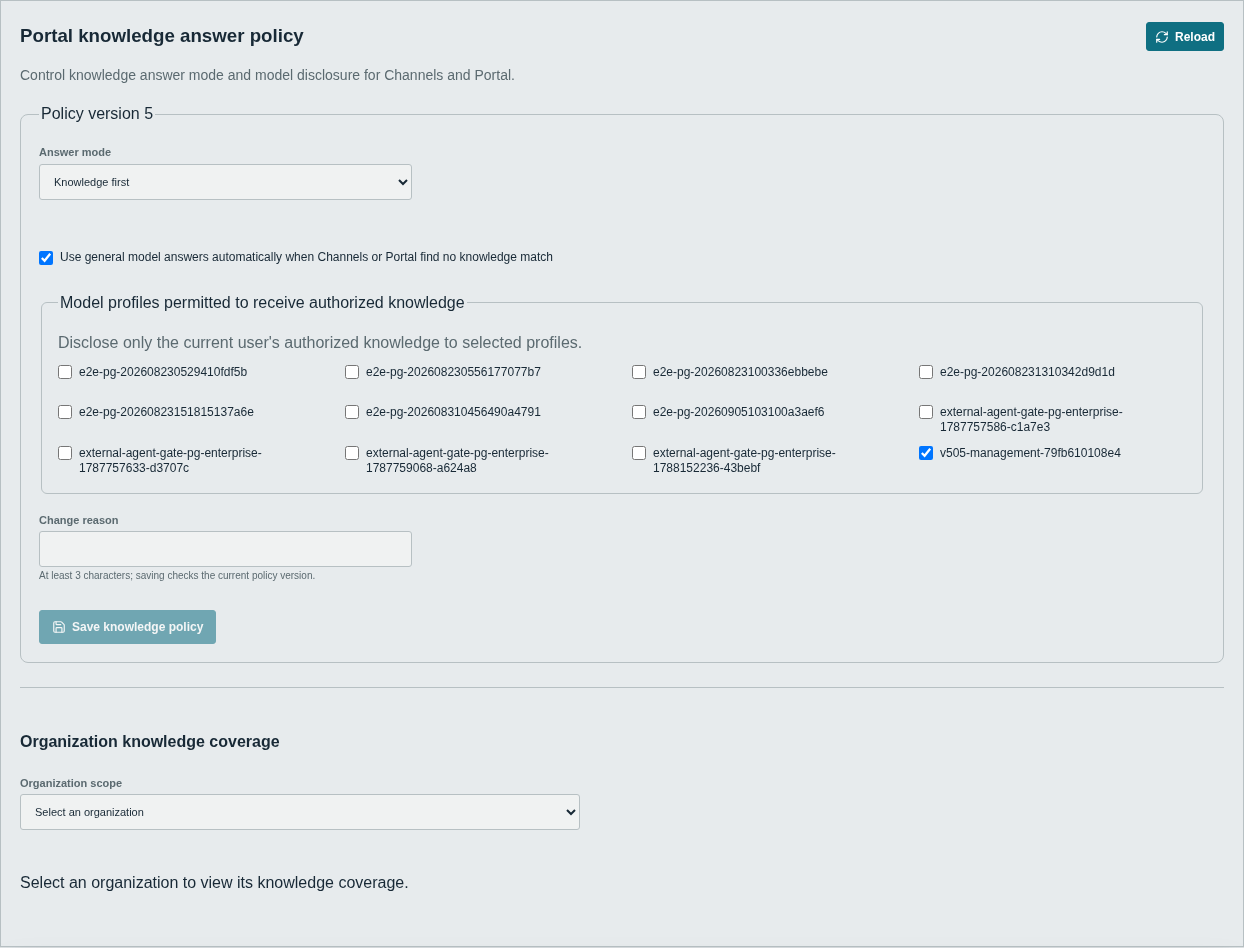 Portal knowledge answer policy
Reload
Control knowledge answer mode and model disclosure for Channels and Portal.
Policy version 5
Answer mode
Knowledge first
Use general model answers automatically when Channels or Portal find no knowledge match
Model profiles permitted to receive authorized knowledge
Disclose only the current user's authorized knowledge to selected profiles.
e2e-pg-202608230529410fdf5b
e2e-pg-202608230556177077b7
e2e-pg-20260823100336ebbebe
e2e-pg-202608231310342d9d1d
e2e-pg-20260823151815137a6e
e2e-pg-202608310456490a4791
e2e-pg-20260905103100a3aef6
external-agent-gate-pg-enterprise-
1787757586-c1a7e3
external-agent-gate-pg-enterprise-
1787757633-d3707c
external-agent-gate-pg-enterprise-
1787759068-a624a8
external-agent-gate-pg-enterprise-
1788152236-43bebf
v505-management-79fb610108e4
Change reason
At least 3 characters; saving checks the current policy version.
Save knowledge policy
Organization knowledge coverage
Organization scope
Select an organization
Select an organization to view its knowledge coverage.